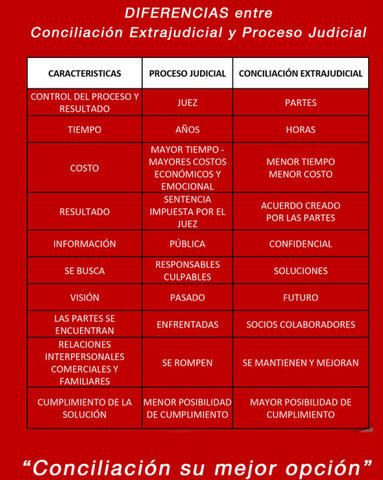 DIFERENCIAS entre
Conciliación Extrajudicial y Proceso Judicial
CARACTERISTICAS PROCESO JUDICIAL CONCILIACIÓN EXTRAJUDICIAL
CONTROL DEL PROCESO Y
RESULTADO
JUEZ
PARTES
TIEMPO
AÑOS
HORAS
COSTO
MAYOR TIEMPO -
MAYORES COSTOS
ECONÓMICOS Y
EMOCIONAL
MENOR TIEMPO
MENOR COSTO
RESULTADO
SENTENCIA
IMPUESTA POR EL
JUEZ
ACUERDO CREADO
POR LAS PARTES
INFORMACIÓN
PÚBLICA
CONFIDENCIAL
SE BUSCA
RESPONSABLES
CULPABLES
SOLUCIONES
VISIÓN
PASADO
FUTURO
LAS PARTES SE
ENCUENTRAN
ENFRENTADAS
SOCIOS COLABORADORES
RELACIONES
INTERPERSONALES
COMERCIALES Y
FAMILIARES
SE ROMPEN
SE MANTIENEN Y MEJORAN
CUMPLIMIENTO DE LA
SOLUCIÓN
MENOR POSIBILIDAD
DE CUMPLIMIENTO
MAYOR POSIBILIDAD DE
CUMPLIMIENTO
“Conciliación su mejor opción”